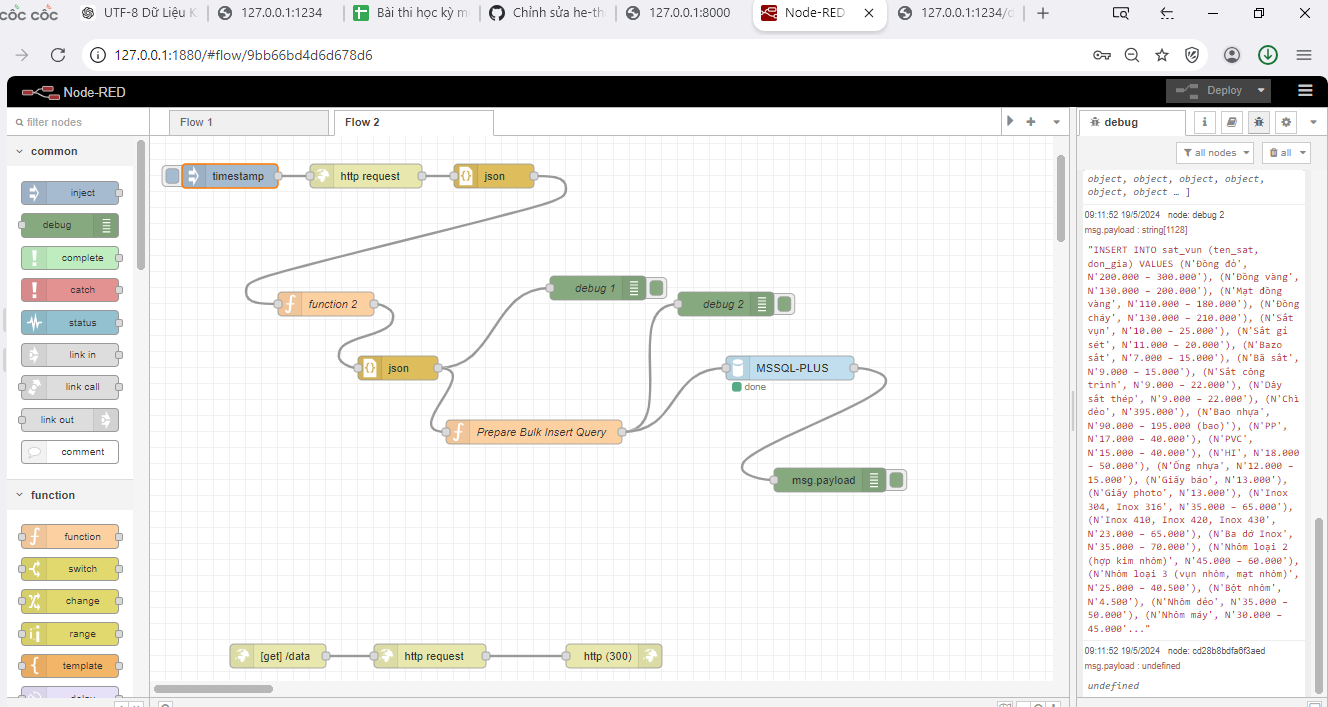 CỐC CỐC
UTF-8 Dữ Liệu K
127.0.0.1:1234
Bài thi học kỳ m
Chỉnh sửa he-th
127.0.0.1:8000
Node-RED
127.0.0.1:1234/d
127.0.0.1:1880/#flow/9bb66bd4d6d678d6
Node-RED
Deploy
filter nodes
common
inject
debug
complete
catch
status
link in
link call
link out
comment
function
function
switch
change
range
template
delay
Flow 1
Flow 2
timestamp
http request
json
function 2
debug 1
debug 2
json
MSSQL-PLUS
done
Prepare Bulk Insert Query
msg.payload
[get] /data
http request
http (300)
debug
all nodes
all
object, object, object, object,
object, object … ]
09:11:52 19/5/2024 node: debug 2
msg.payload : string[1128]
"INSERT INTO sat_vun (ten_sat,
don_gia) VALUES (N'Đồng đỏ',
N'200.000 – 300.000'), (N'Đồng vàng',
N'130.000 – 200.000'), (N'Mạt đồng
vàng', N'110.000 – 180.000'), (N'Đồng
cháy', N'130.000 – 210.000'), (N'Sắt
vụn', N'10.00 – 25.000'), (N'Sắt gỉ
sét', N'11.000 – 20.000'), (N'Bazo
sắt', N'7.000 – 15.000'), (N'Bã sắt',
N'9.000 – 15.000'), (N'Sắt công
trình', N'9.000 – 22.000'), (N'Dây
sắt thép', N'9.000 – 22.000'), (N'Chì
dẻo', N'395.000'), (N'Bao nhựa',
N'90.000 – 195.000 (bao)'), (N'PP',
N'17.000 – 40.000'), (N'PVC',
N'15.000 – 40.000'), (N'HI', N'18.000
– 50.000'), (N'Ống nhựa', N'12.000 –
15.000'), (N'Giấy báo', N'13.000'),
(N'Giấy photo', N'13.000'), (N'Inox
304, Inox 316', N'35.000 – 65.000'),
(N'Inox 410, Inox 420, Inox 430',
N'23.000 – 65.000'), (N'Ba dớ Inox',
N'35.000 – 70.000'), (N'Nhôm loại 2
(hợp kim nhôm)', N'45.000 – 60.000'),
(N'Nhôm loại 3 (vụn nhôm, mạt nhôm)',
N'25.000 – 40.500'), (N'Bột nhôm',
N'4.500'), (N'Nhôm dẻo', N'35.000 –
50.000'), (N'Nhôm máy', N'30.000 –
45.000'..."
09:11:52 19/5/2024 node: cd28b8bdfa6f3aed
msg.payload : undefined
undefined